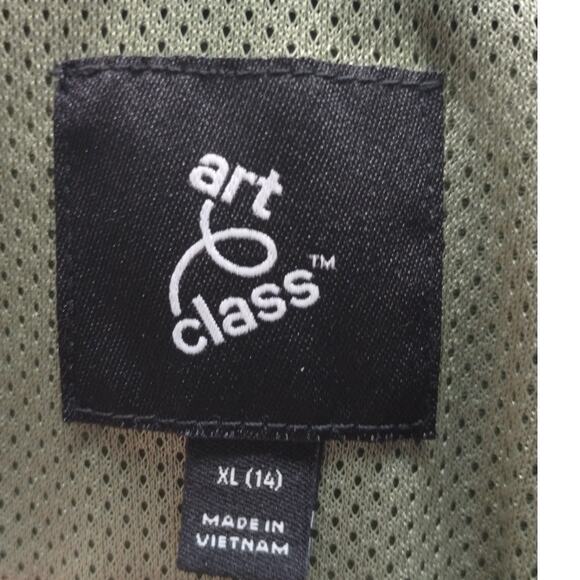 art
class™
XL (14)
MADE IN
VIETNAM